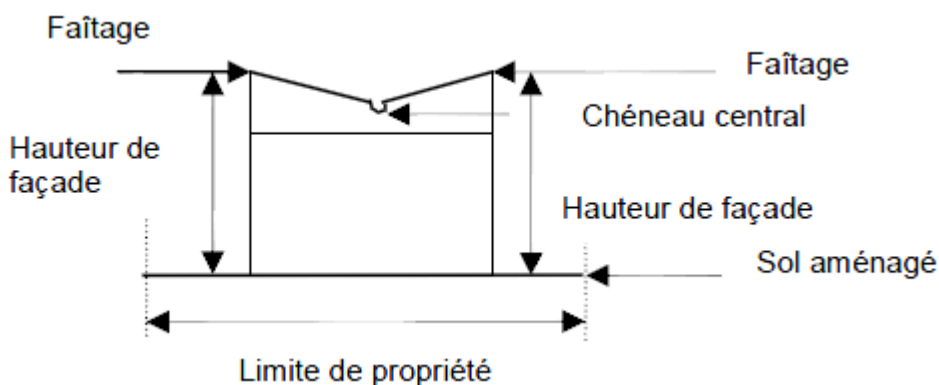 Faîtage
Faîtage
Chéneau central
Hauteur de
façade
Hauteur de façade
Sol aménagé
Limite de propriété